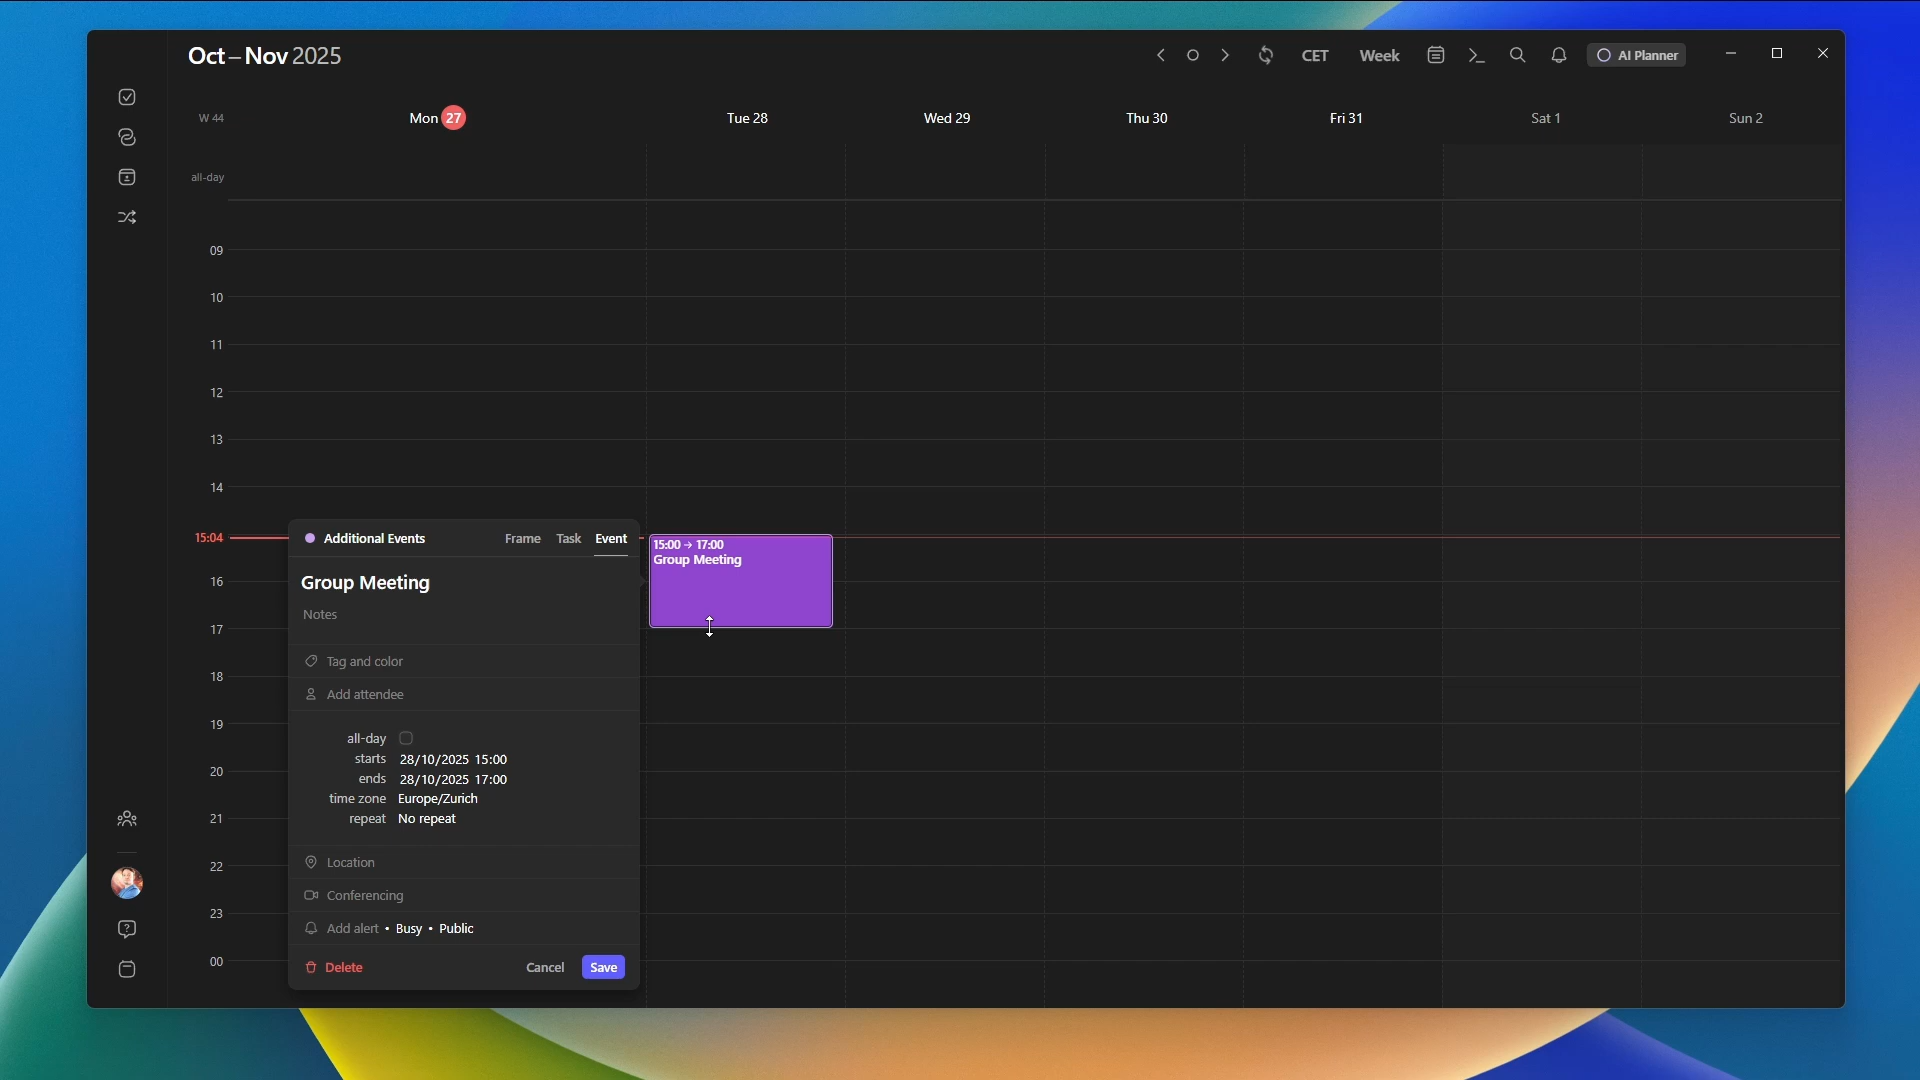 Oct – Nov 2025
CET
Week
AI Planner
W 44
Mon 27
Tue 28
Wed 29
Thu 30
Fri 31
Sat 1
Sun 2
all-day
09
10
11
12
13
14
15:04
16
17
18
19
20
21
22
23
00
Additional Events
Frame
Task
Event
Group Meeting
Notes
Tag and color
Add attendee
all-day
starts 28/10/2025 15:00
ends 28/10/2025 17:00
time zone Europe/Zurich
repeat No repeat
Location
Conferencing
Add alert • Busy • Public
Delete
Cancel
Save
15:00 → 17:00
Group Meeting